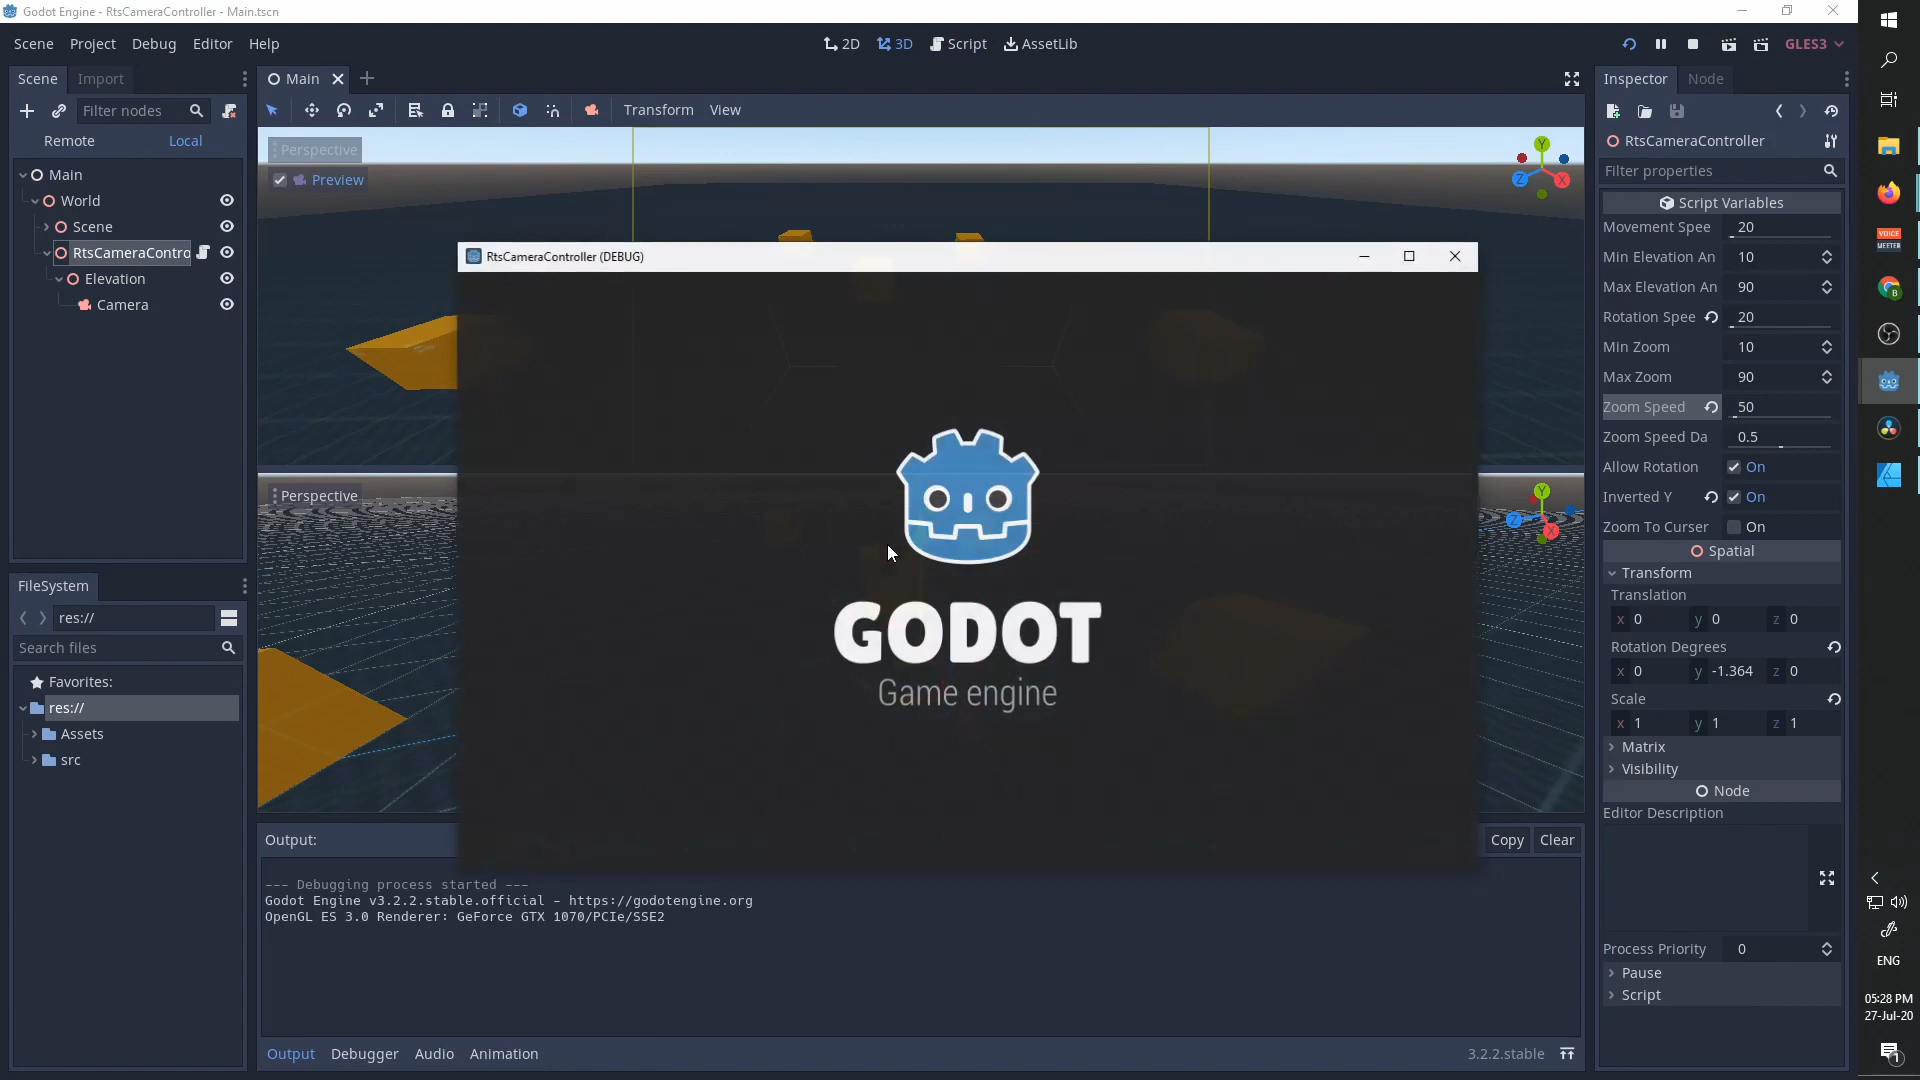 Godot Engine - RtsCameraController - Main.tscn
Scene Project Debug Editor Help
2D 3D Script AssetLib
GLES3
Scene Import
Main
Inspector Node
Filter nodes
Transform View
Remote Local
Perspective
Preview
RtsCameraController
Filter properties
Main
World
Scene
RtsCameraContro
Elevation
Camera
RtsCameraController (DEBUG)
GODOT
Game engine
Perspective
Script Variables
Movement Spee 20
Min Elevation An 10
Max Elevation An 90
Rotation Spee 20
Min Zoom 10
Max Zoom 90
Zoom Speed 50
Zoom Speed Da 0.5
Allow Rotation On
Inverted Y On
Zoom To Curser On
Spatial
Transform
Translation
x 0 y 0 z 0
Rotation Degrees
x 0 y -1.364 z 0
Scale
x 1 y 1 z 1
Matrix
Visibility
Node
Editor Description
Process Priority 0
Pause
Script
FileSystem
res://
Search files
Favorites:
res://
Assets
src
Output:
Copy Clear
--- Debugging process started ---
Godot Engine v3.2.2.stable.official - https://godotengine.org
OpenGL ES 3.0 Renderer: GeForce GTX 1070/PCIe/SSE2
Output Debugger Audio Animation
3.2.2.stable
VOICE
MEETER
B
ENG
05:28 PM
27-Jul-20
1
Y
X
Z
Y
X
Z